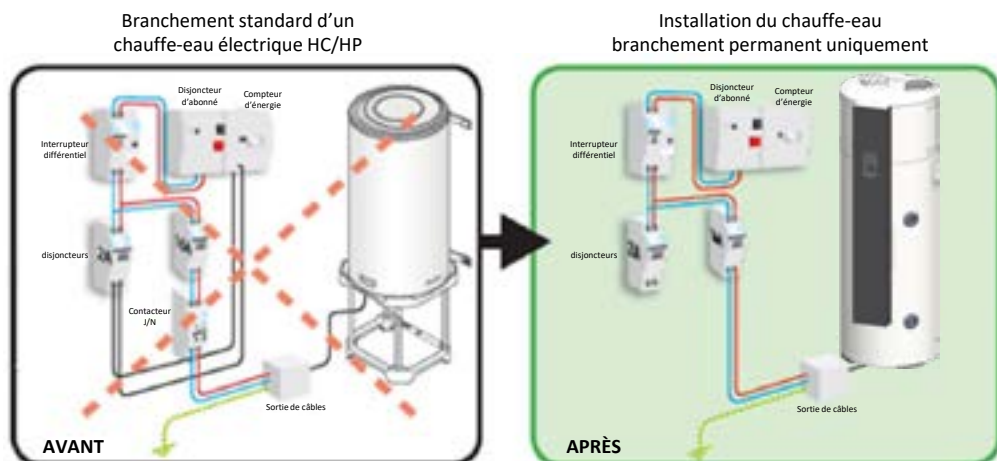 Branchement standard d’un
chauffe-eau électrique HC/HP
Installation du chauffe-eau
branchement permanent uniquement
Disjoncteur
d’abonné
Compteur
d’énergie
Interrupteur
différentiel
disjoncteurs
2A
Contacteur
J/N
Sortie de câbles
AVANT
Disjoncteur
d’abonné
Compteur
d’énergie
Interrupteur
différentiel
disjoncteurs
2A
Sortie de câbles
APRÈS